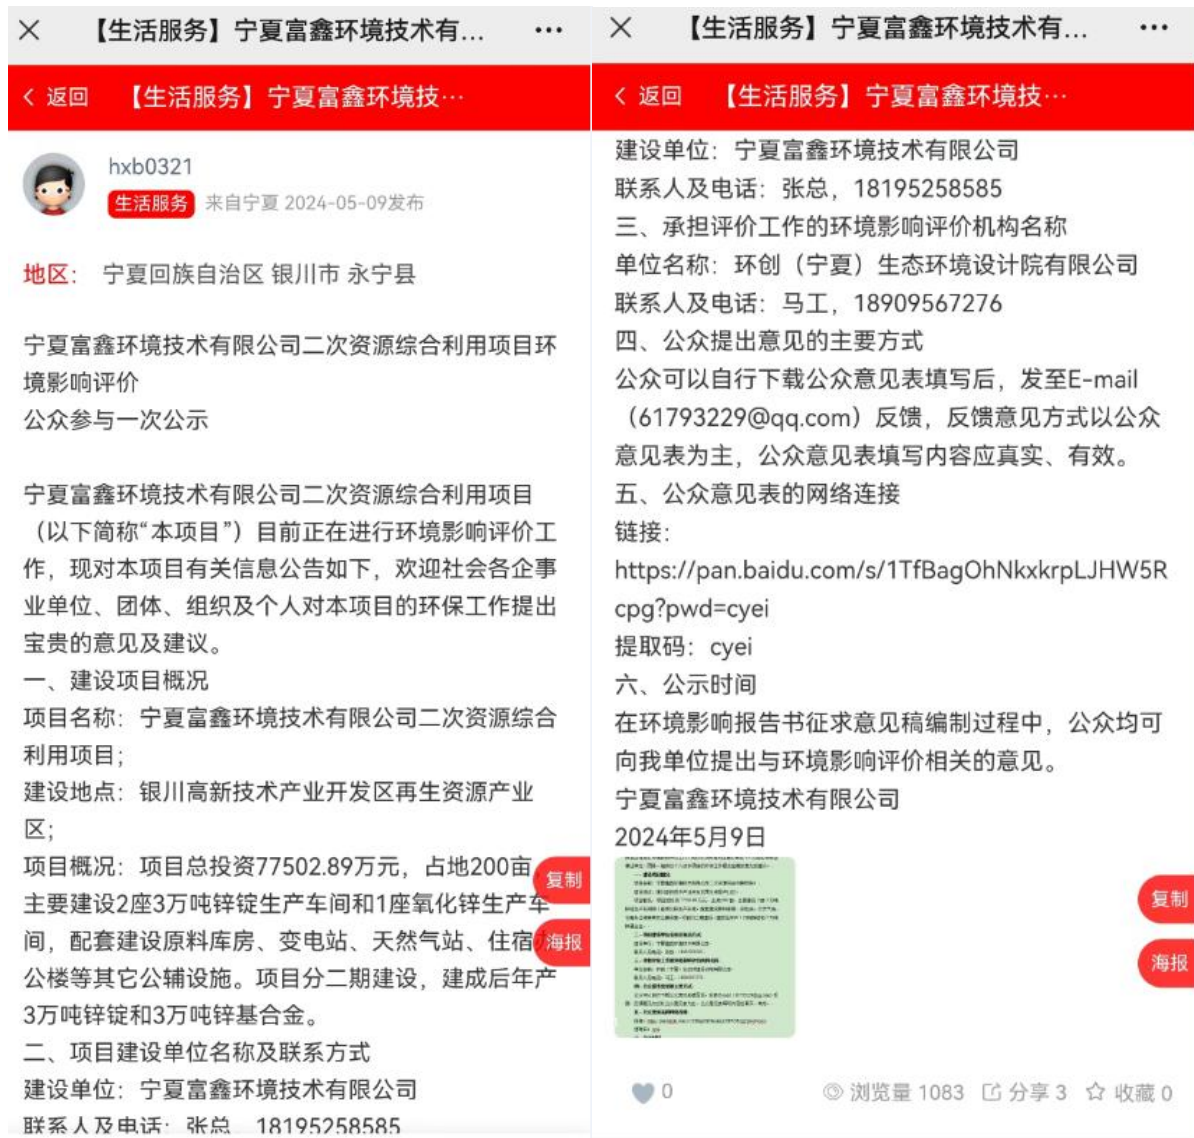 【生活服务】宁夏富鑫环境技术有...
返回 【生活服务】宁夏富鑫环境技…
hxb0321
生活服务 来自宁夏 2024-05-09发布
地区： 宁夏回族自治区 银川市 永宁县
宁夏富鑫环境技术有限公司二次资源综合利用项目环
境影响评价
公众参与一次公示
宁夏富鑫环境技术有限公司二次资源综合利用项目
（以下简称“本项目”）目前正在进行环境影响评价工
作，现对本项目有关信息公告如下，欢迎社会各企事
业单位、团体、组织及个人对本项目的环保工作提出
宝贵的意见及建议。
一、建设项目概况
项目名称：宁夏富鑫环境技术有限公司二次资源综合
利用项目；
建设地点：银川高新技术产业开发区再生资源产业
区；
项目概况：项目总投资77502.89万元，占地200亩，
主要建设2座3万吨锌锭生产车间和1座氧化锌生产车
间，配套建设原料库房、变电站、天然气站、住宿办
公楼等其它公辅设施。项目分二期建设，建成后年产
3万吨锌锭和3万吨锌基合金。
二、项目建设单位名称及联系方式
建设单位：宁夏富鑫环境技术有限公司
联系人及电话：张总，18195258585
复制
海报
【生活服务】宁夏富鑫环境技术有...
返回 【生活服务】宁夏富鑫环境技…
建设单位：宁夏富鑫环境技术有限公司
联系人及电话：张总，18195258585
三、承担评价工作的环境影响评价机构名称
单位名称：环创（宁夏）生态环境设计院有限公司
联系人及电话：马工，18909567276
四、公众提出意见的主要方式
公众可以自行下载公众意见表填写后，发至E-mail
（61793229@qq.com）反馈，反馈意见方式以公众
意见表为主，公众意见表填写内容应真实、有效。
五、公众意见表的网络连接
链接：
https://pan.baidu.com/s/1TfBagOhNkxkrpLJHW5R
cpg?pwd=cyei
提取码：cyei
六、公示时间
在环境影响报告书征求意见稿编制过程中，公众均可
向我单位提出与环境影响评价相关的意见。
宁夏富鑫环境技术有限公司
2024年5月9日
复制
海报
0 浏览量 1083 分享 3 收藏 0